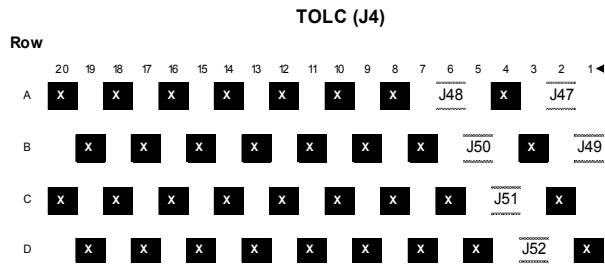 TOLC (J4)
Row
20 19 18 17 16 15 14 13 12 11 10 9 8 7 6 5 4 3 2 1
A X X X X X X X J48 X J47
B X X X X X X X J50 X J49
C X X X X X X X X J51 X
D X X X X X X X X J52 X